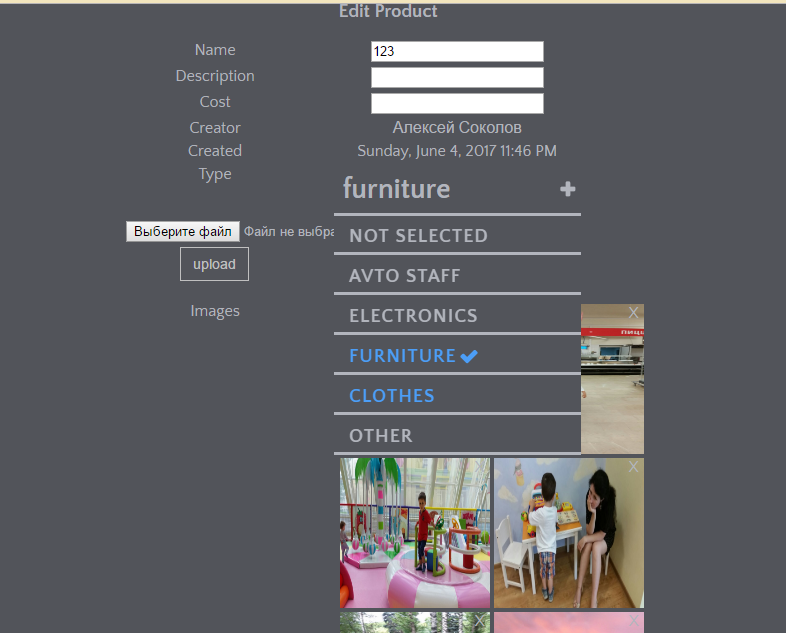 Edit Product
Name
123
Description
Cost
Creator
Алексей Соколов
Created
Sunday, June 4, 2017 11:46 PM
Type
furniture
NOT SELECTED
AVTO STAFF
ELECTRONICS
FURNITURE
CLOTHES
OTHER
Выберите файл Файл не выбра
upload
Images
X
X
X
X
X